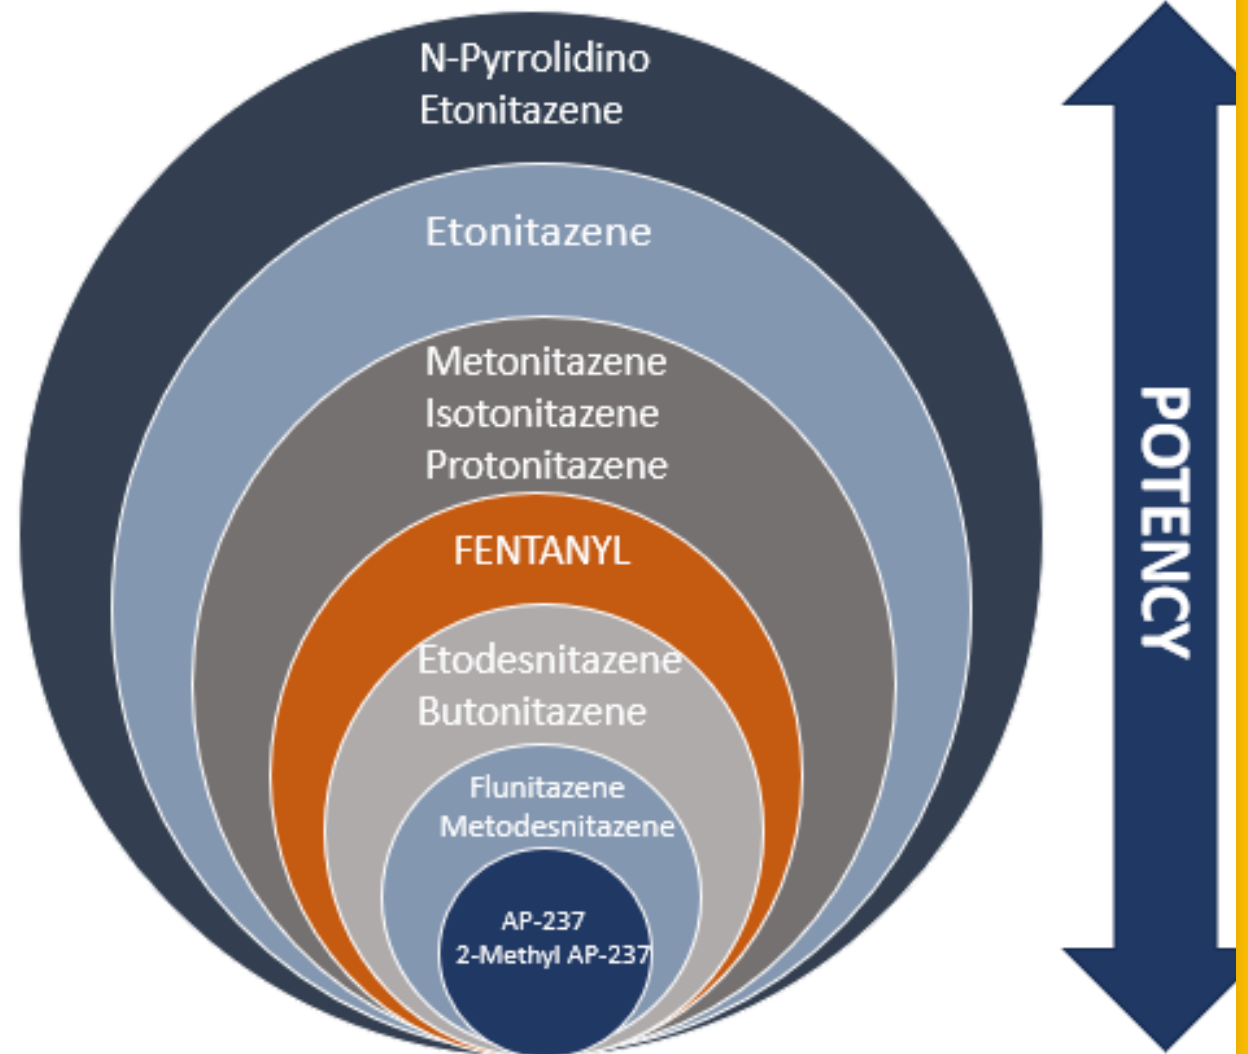 N-Pyrrolidino
Etonitazene
Etonitazene
Metonitazene
Isotonitazene
Protonitazene
FENTANYL
Etodesnitazene
Butonitazene
Flunitazene
Metodesnitazene
AP-237
2-Methyl AP-237
POTENCY